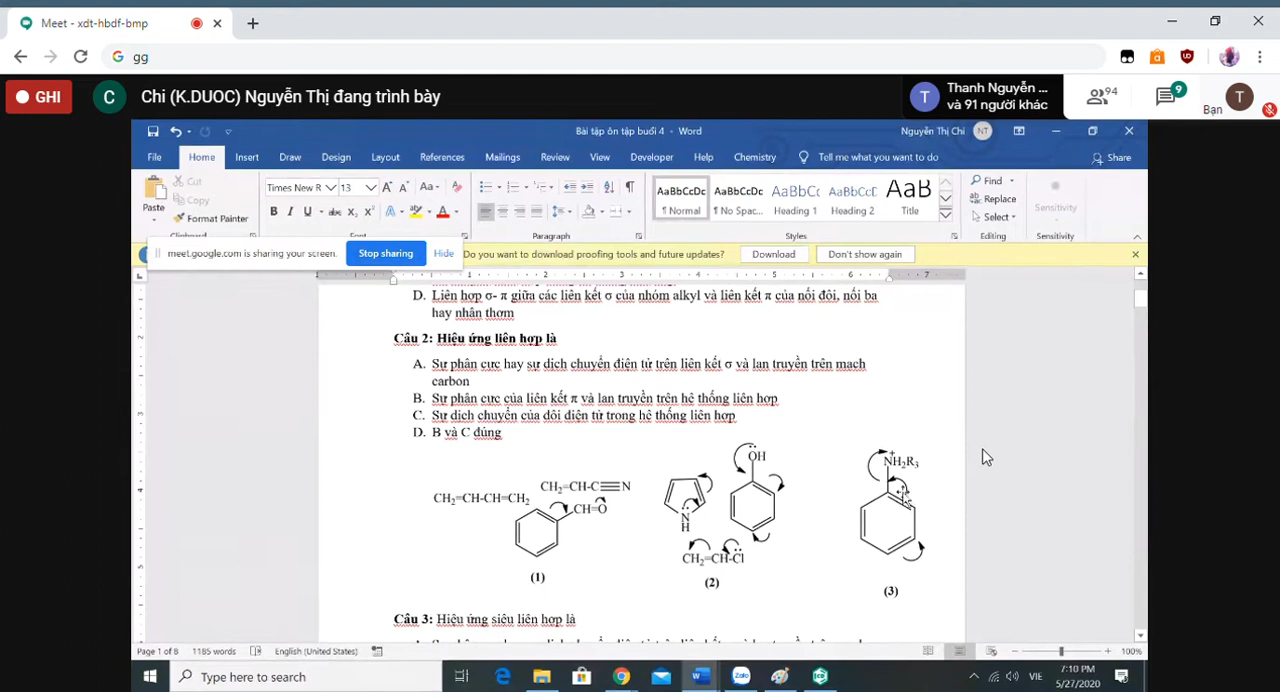 Meet - xdt-hbdf-bmp
gg
GHI
C
Chi (K.DUOC) Nguyễn Thị đang trình bày
T
Thanh Nguyễn ...
và 91 người khác
94
9
Bạn
T
Bài tập ôn tập buổi 4 - Word
Nguyễn Thị Chi
NT
File Home Insert Draw Design Layout References Mailings Review View Developer Help Chemistry Tell me what you want to do Share
Paste
Cut
Copy
Format Painter
Clipboard
Times New R 13
Font
Paragraph
AaBbCcDc AaBbCcDc AaBbC AaBbCcC AaB
¶ Normal ¶ No Spac... Heading 1 Heading 2 Title
Styles
Find
Replace
Select
Editing
Sensitivity
Sensitivity
meet.google.com is sharing your screen. Stop sharing Hide
Do you want to download proofing tools and future updates? Download Don't show again
D. Liên hợp σ- π giữa các liên kết σ của nhóm alkyl và liên kết π của nối đôi, nối ba
hay nhân thơm
Câu 2: Hiệu ứng liên hợp là
A. Sự phân cực hay sự dịch chuyển điện tử trên liên kết σ và lan truyền trên mạch
carbon
B. Sự phân cực của liên kết π và lan truyền trên hệ thống liên hợp
C. Sự dịch chuyển của đôi điện tử trong hệ thống liên hợp
D. B và C đúng
CH2=CH-CH=CH2
CH2=CH-C≡N
CH=O
(1)
N
H
OH
CH2=CH-Cl
(2)
NH2R3
+
(3)
Câu 3: Hiệu ứng siêu liên hợp là
Page 1 of 8 1185 words English (United States) 100%
Type here to search
Zalo
VIE
7:10 PM
5/27/2020